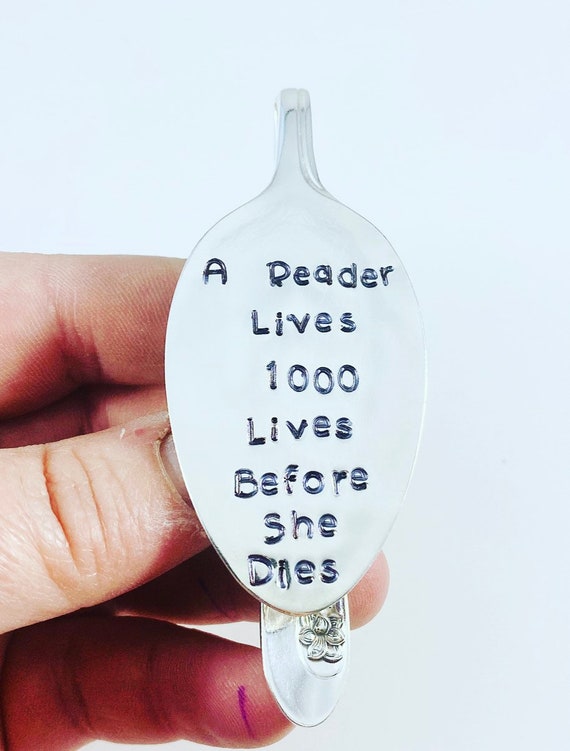 A Reader
Lives
1000
Lives
Before
She
Dies